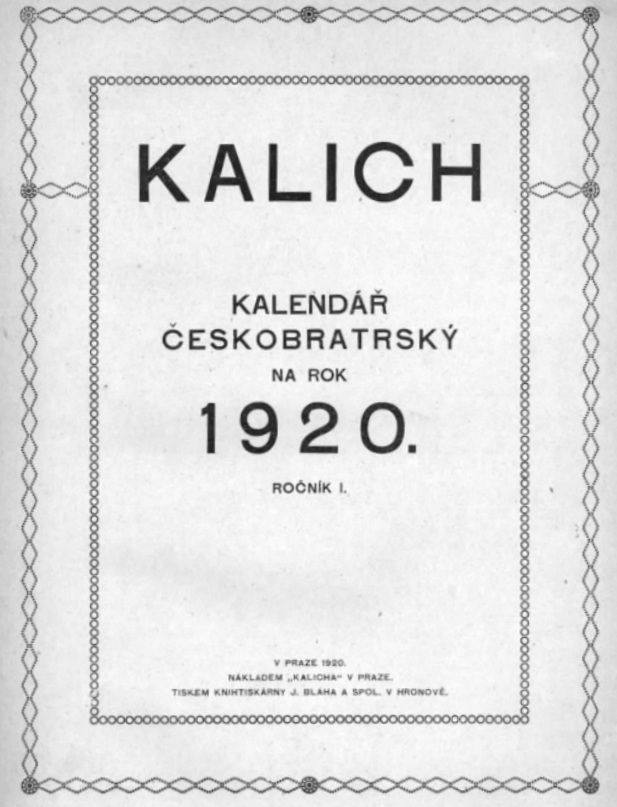 KALICH
KALENDÁŘ
ČESKOBRATRSKÝ
NA ROK
1920.
ROČNÍK I.
V PRAZE 1920.
NÁKLADEM „KALICHA“ V PRAZE.
TISKEM KNIHTISKÁRNY J. BLÁHA A SPOL. V HRONOVĚ.